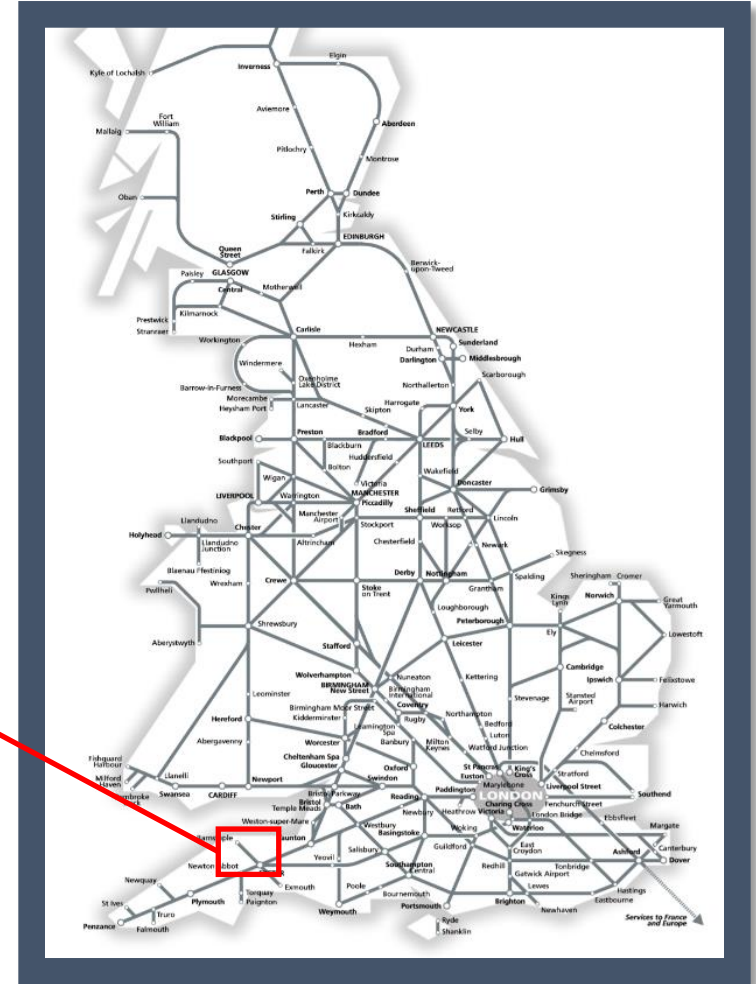 Elgin
Inverness
Kyle of Lochalsh
Aviemore
Fort
William
Mallaig
Aberdeen
Pitlochry
Montrose
Perth
Dundee
Oban
Stirling
Kirkcaldy
EDINBURGH
Queen
Street
Falkirk
GLASGOW
Central
Paisley
Motherwell
Berwick-
upon-Tweed
Prestwick
Kilmarnock
Stranraer
Carlisle
NEWCASTLE
Workington
Hexham
Durham
Sunderland
Darlington
Middlesbrough
Windermere
Scarborough
Oxenholme
Lake District
Northallerton
Barrow-in-Furness
Morecambe
Heysham Port
Lancaster
Harrogate
Skipton
York
Blackpool
Preston
Bradford
Selby
Hull
Blackburn
LEEDS
Southport
Huddersfield
Bolton
Wigan
Victoria
Wakefield
LIVERPOOL
Warrington
MANCHESTER
Piccadilly
Doncaster
Grimsby
Manchester
Airport
Sheffield
Retford
Llandudno
Stockport
Worksop
Lincoln
Holyhead
Chester
Llandudno
Junction
Altrincham
Chesterfield
Newark
Skegness
Blaenau Ffestiniog
Derby
Nottingham
Spalding
Sheringham
Cromer
Pwllheli
Wrexham
Crewe
Stoke
on Trent
Grantham
Kings
Lynn
Norwich
Great
Yarmouth
Loughborough
Shrewsbury
Peterborough
Ely
Lowestoft
Aberystwyth
Stafford
Leicester
Wolverhampton
Cambridge
BIRMINGHAM
New Street
Nuneaton
Birmingham
International
Kettering
Ipswich
Felixstowe
Leominster
Coventry
Stevenage
Stansted
Airport
Birmingham Moor Street
Rugby
Northampton
Harwich
Kidderminster
Hereford
Leamington
Spa
Bedford
Colchester
Worcester
Banbury
Milton
Keynes
Luton
Abergavenny
Watford Junction
Chelmsford
Cheltenham Spa
Oxford
Fishguard
Harbour
Gloucester
St Pancras
King's
Cross
Euston
Stratford
Milford
Haven
Llanelli
Newport
Swindon
Marylebone
Liverpool Street
Swansea
CARDIFF
Bristol Parkway
Reading
Paddington
LONDON
Southend
Bristol
Temple Meads
Bath
Newbury
Heathrow
Victoria
Charing Cross
Fenchurch Street
London Bridge
Ebbsfleet
Weston-super-Mare
Westbury
Basingstoke
Woking
Waterloo
Margate
Salisbury
Guildford
East
Croydon
Canterbury
Yeovil
Redhill
Tonbridge
Ashford
Dover
Southampton
Central
Gatwick Airport
Newquay
Exmouth
Poole
Lewes
Hastings
Torquay
Bournemouth
Eastbourne
St Ives
Plymouth
Paignton
Weymouth
Portsmouth
Brighton
Newhaven
Truro
Penzance
Falmouth
Ryde
Shanklin
Services to France
and Europe